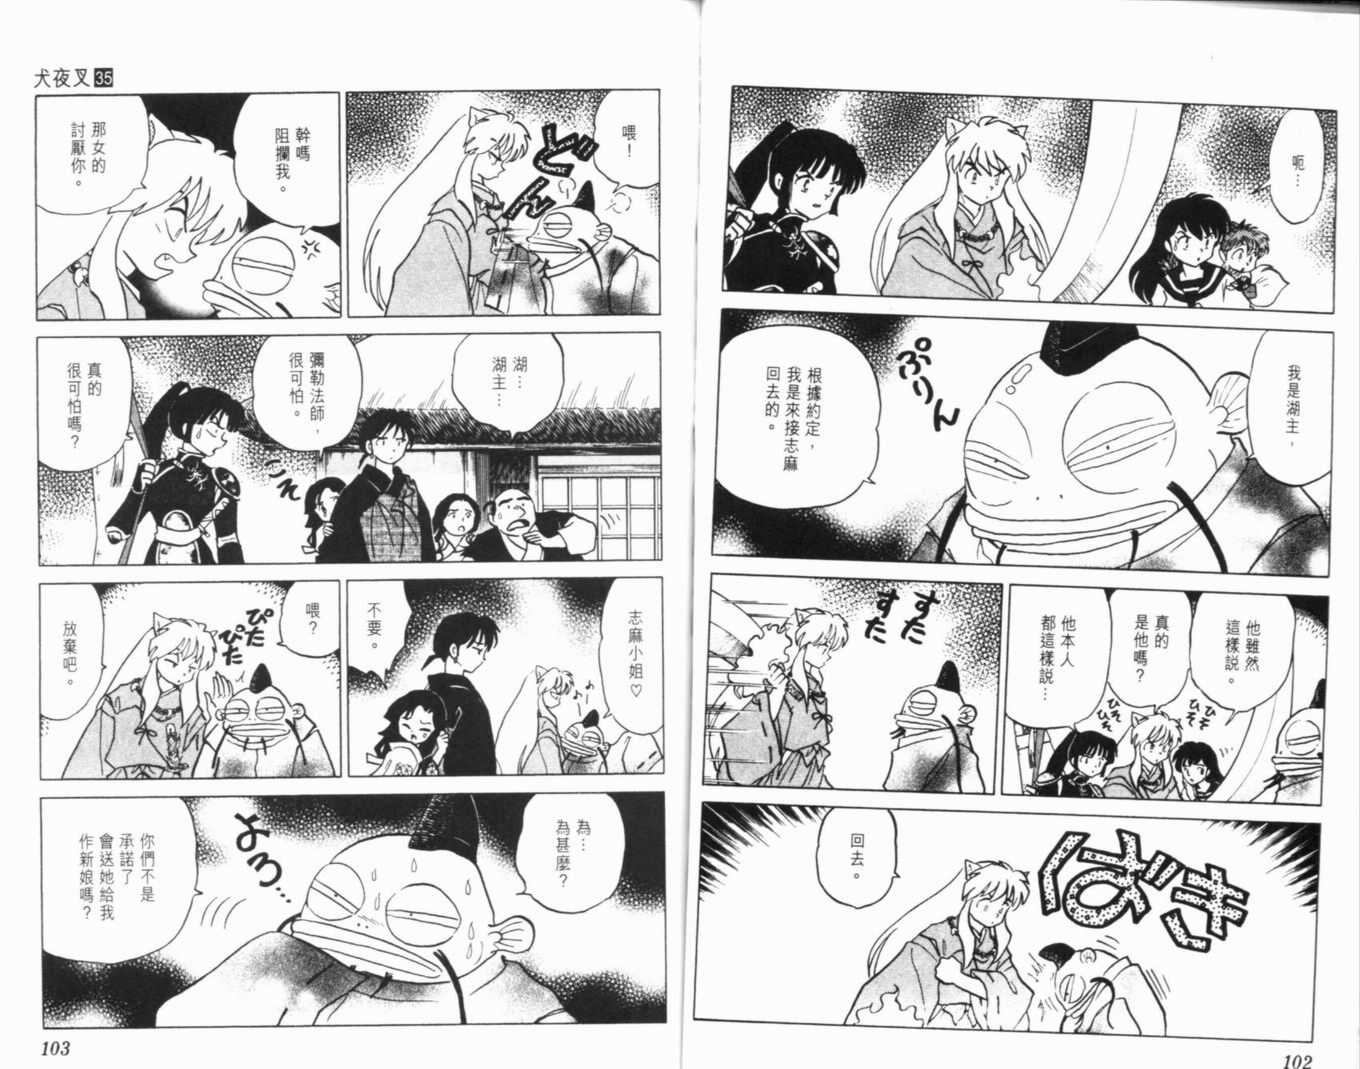 呃…
我是湖主，
根據約定，
我是來接志麻
回去的。
ぷりん
他雖然
這樣說。
真的
是他嗎？
他本人
都這樣說…
ひそ
ひそ
ひそ
ひそ
すた
すた
回去。
ばき
102
犬夜叉35
喂！
どん
幹嗎
阻攔我。
那女的
討厭你。
湖…
湖主…
彌勒法師，
很可怕。
真的
很可怕嗎？
こそ
志麻小姐♡
不要。
喂？
ぴた
ぴた
放棄吧。
為…
為甚麼？
よろ…
你們不是
承諾了
會送她給我
作新娘嗎？
103